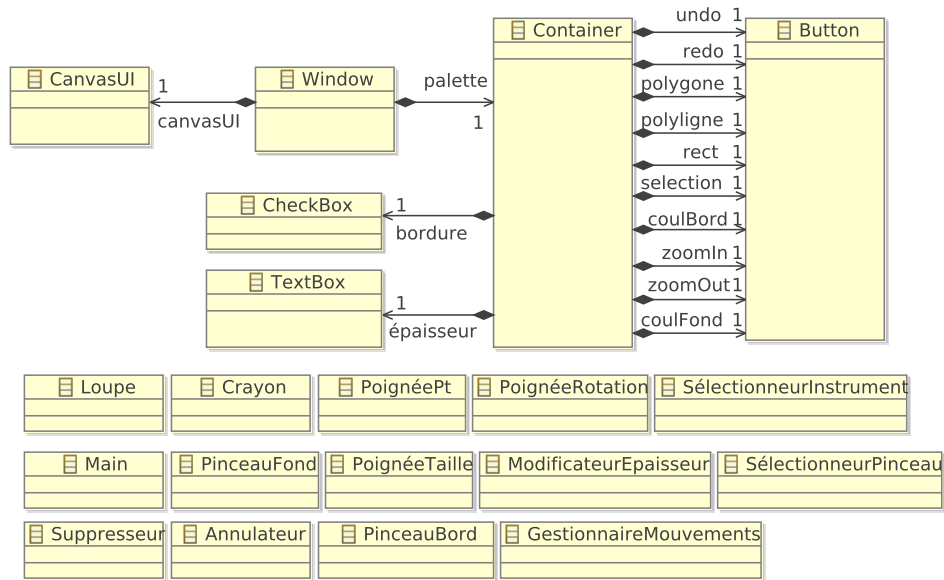 undo 1
Container
Button
redo 1
CanvasUI
1
Window
palette
polygone 1
canvasUI
1
polyligne 1
rect 1
selection 1
CheckBox
1
bordure
coulBord 1
zoomIn 1
TextBox
zoomOut 1
1
épaisseur
coulFond 1
Loupe
Crayon
PoignéePt
PoignéeRotation
SélectionneurInstrument
Main
PinceauFond
PoignéeTaille
ModificateurEpaisseur
SélectionneurPinceau
Suppresseur
Annulateur
PinceauBord
GestionnaireMouvements